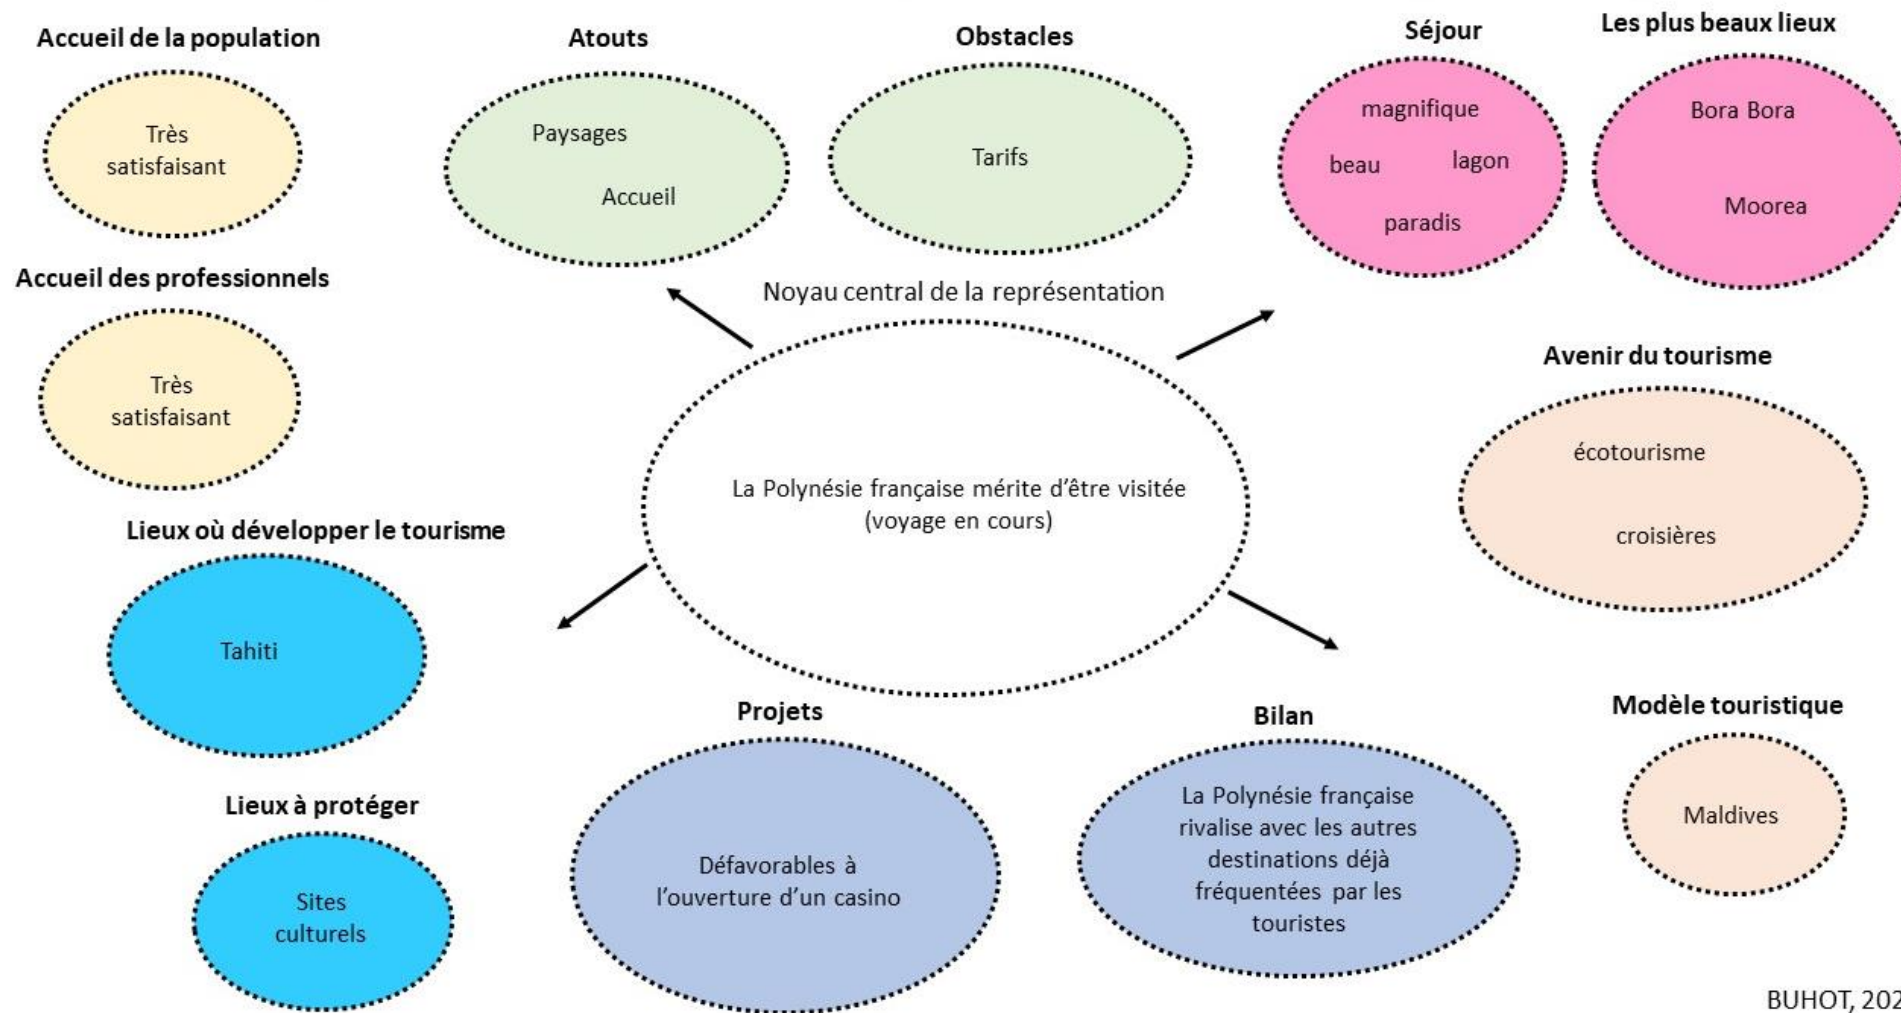 Accueil de la population
Très
satisfaisant
Accueil des professionnels
Très
satisfaisant
Atouts
Paysages
Accueil
Obstacles
Tarifs
Séjour
magnifique
beau
lagon
paradis
Les plus beaux lieux
Bora Bora
Moorea
Noyau central de la représentation
La Polynésie française mérite d'être visitée
(voyage en cours)
Avenir du tourisme
écotourisme
croisières
Lieux où développer le tourisme
Tahiti
Lieux à protéger
Sites
culturels
Projets
Défavorables à
l'ouverture d'un casino
Bilan
La Polynésie française
rivalise avec les autres
destinations déjà
fréquentées par les
touristes
Modèle touristique
Maldives
BUHOT, 202